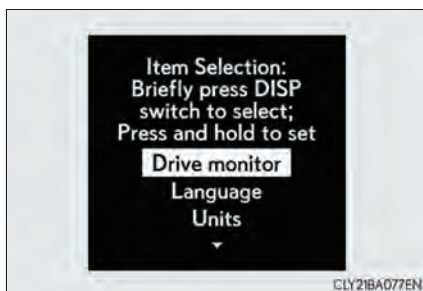 Item Selection:
Briefly press DISP
switch to select;
Press and hold to set
Drive monitor
Language
Units
CLY21BA077EN